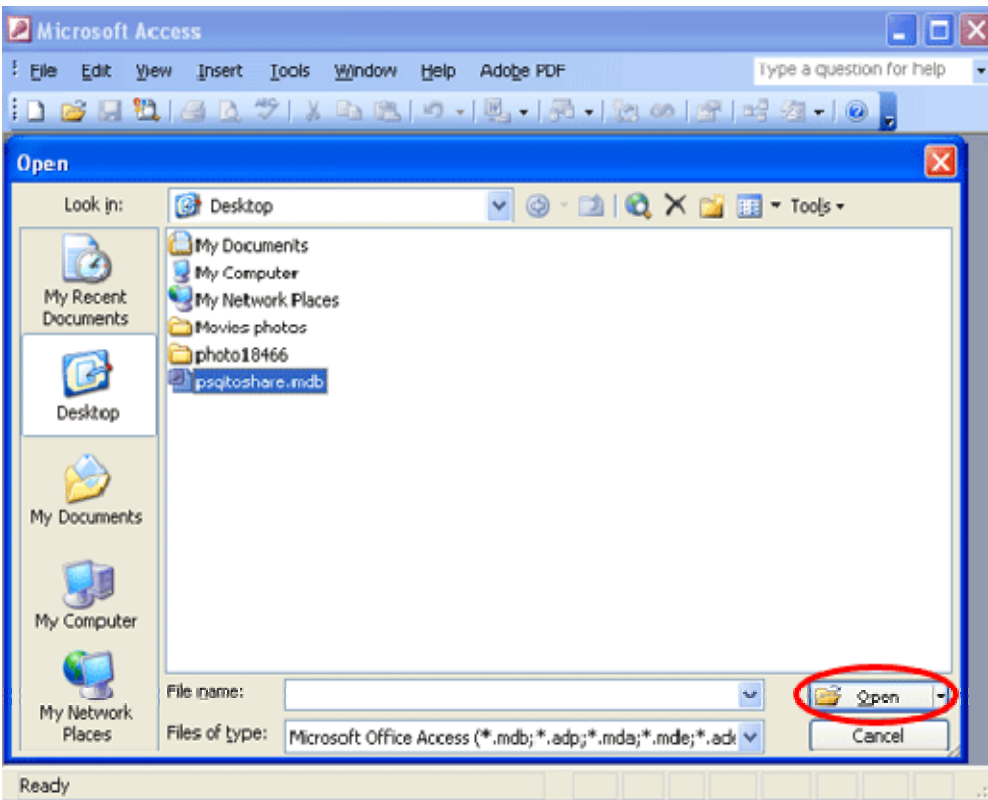 Microsoft Access
File Edit View Insert Tools Window Help Adobe PDF Type a question for help
Open
Look in: Desktop Tools
My Documents
My Computer
My Network Places
Movies photos
photo18466
psqitoshare.mdb
My Recent
Documents
Desktop
My Documents
My Computer
My Network
Places
File name: Open
Files of type: Microsoft Office Access (*.mdb;*.adp;*.mda;*.mde;*.ade Cancel
Ready